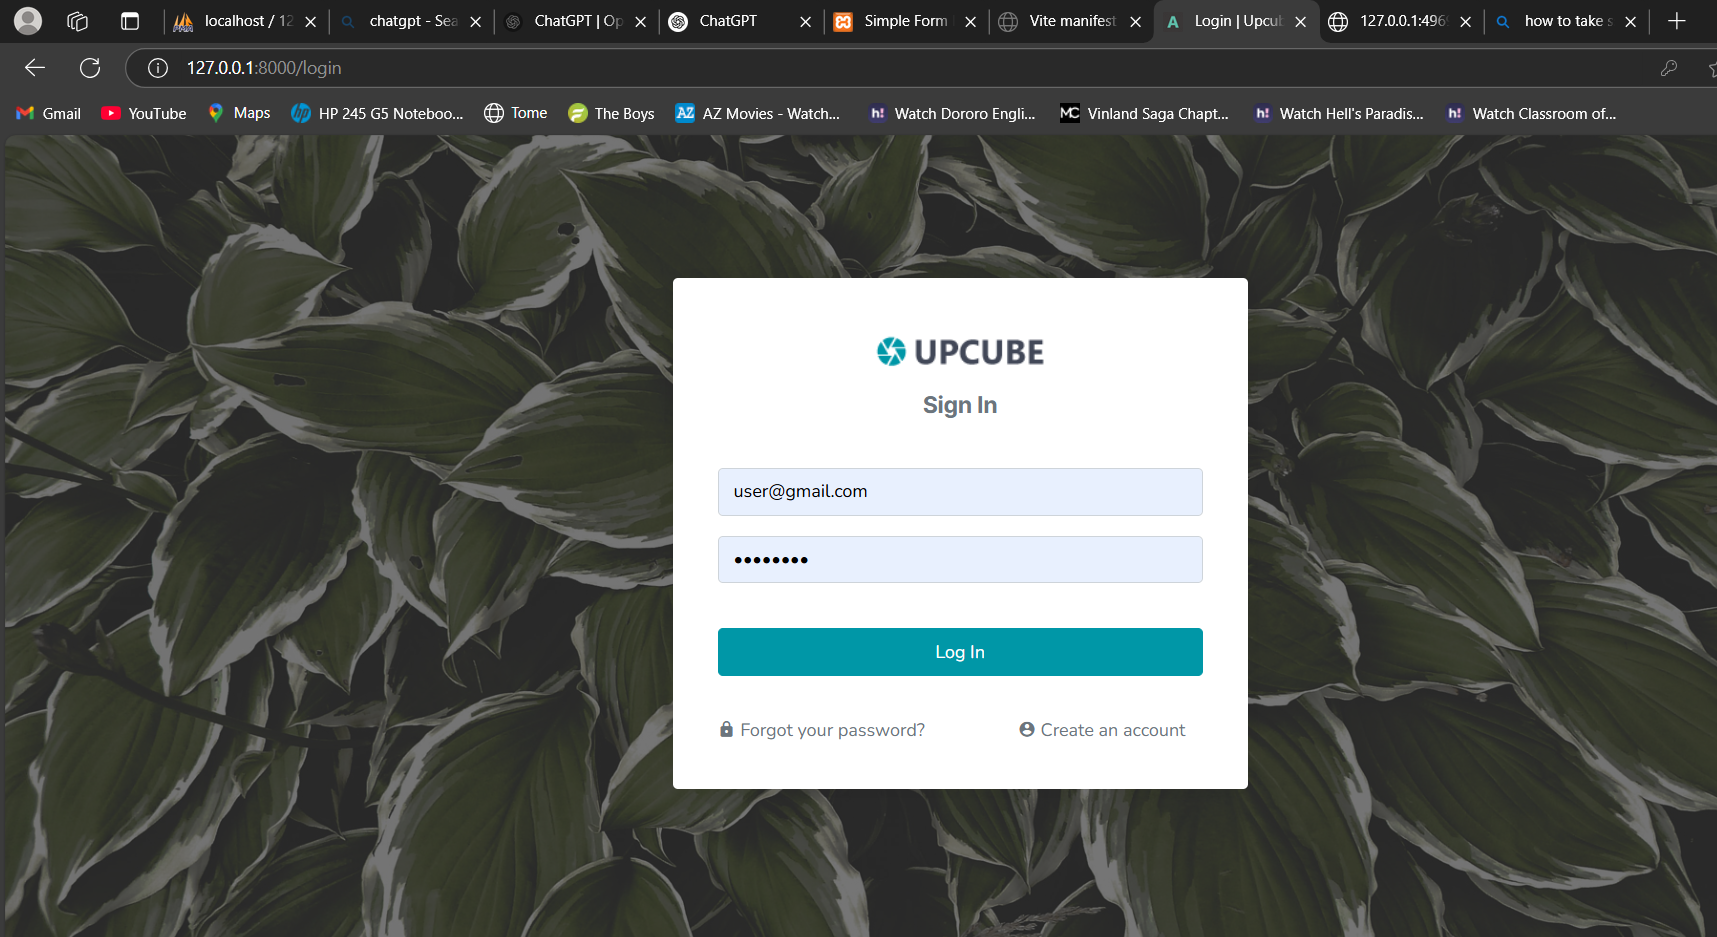 localhost / 12
chatgpt - Sea
ChatGPT | Op
ChatGPT
Simple Form
Vite manifest
Login | Upcub
127.0.0.1:496
how to take s
127.0.0.1:8000/login
Gmail
YouTube
Maps
HP 245 G5 Noteboo...
Tome
The Boys
AZ AZ Movies - Watch...
h! Watch Dororo Engli...
MC Vinland Saga Chapt...
h! Watch Hell's Paradis...
h! Watch Classroom of...
UPCUBE
Sign In
user@gmail.com
••••••••
Log In
Forgot your password?
Create an account